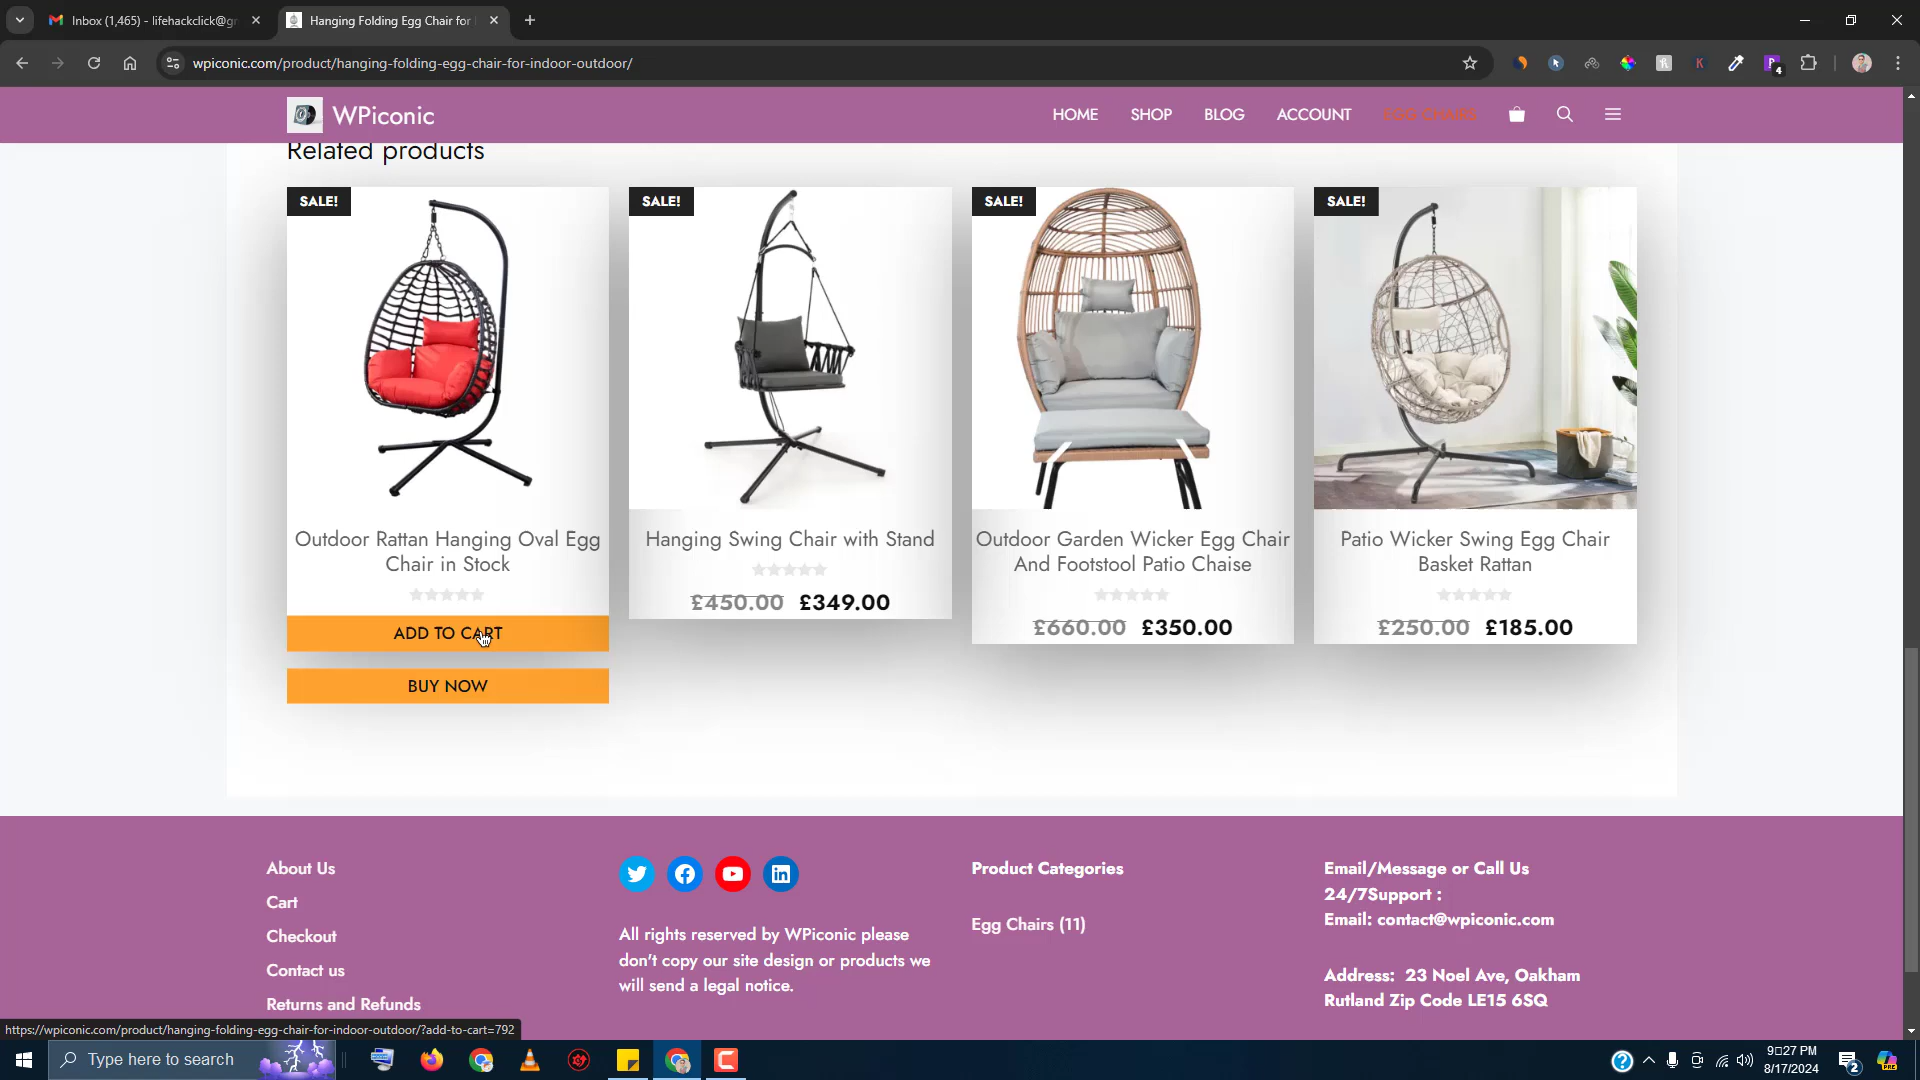 Inbox (1,465) - lifehackclick@g
Hanging Folding Egg Chair for
wpiconic.com/product/hanging-folding-egg-chair-for-indoor-outdoor/
WPiconic
HOME SHOP BLOG ACCOUNT EGG CHAIRS
Related products
SALE! SALE! SALE! SALE!
Outdoor Rattan Hanging Oval Egg
Chair in Stock
ADD TO CART
BUY NOW
Hanging Swing Chair with Stand
£450.00 £349.00
Outdoor Garden Wicker Egg Chair
And Footstool Patio Chaise
£660.00 £350.00
Patio Wicker Swing Egg Chair
Basket Rattan
£250.00 £185.00
About Us
Cart
Checkout
Contact us
Returns and Refunds
All rights reserved by WPiconic please
don't copy our site design or products we
will send a legal notice.
Product Categories
Egg Chairs (11)
Email/Message or Call Us
24/7Support :
Email: contact@wpiconic.com
Address: 23 Noel Ave, Oakham
Rutland Zip Code LE15 6SQ
https://wpiconic.com/product/hanging-folding-egg-chair-for-indoor-outdoor/?add-to-cart=792
Type here to search
9:27 PM
8/17/2024
2